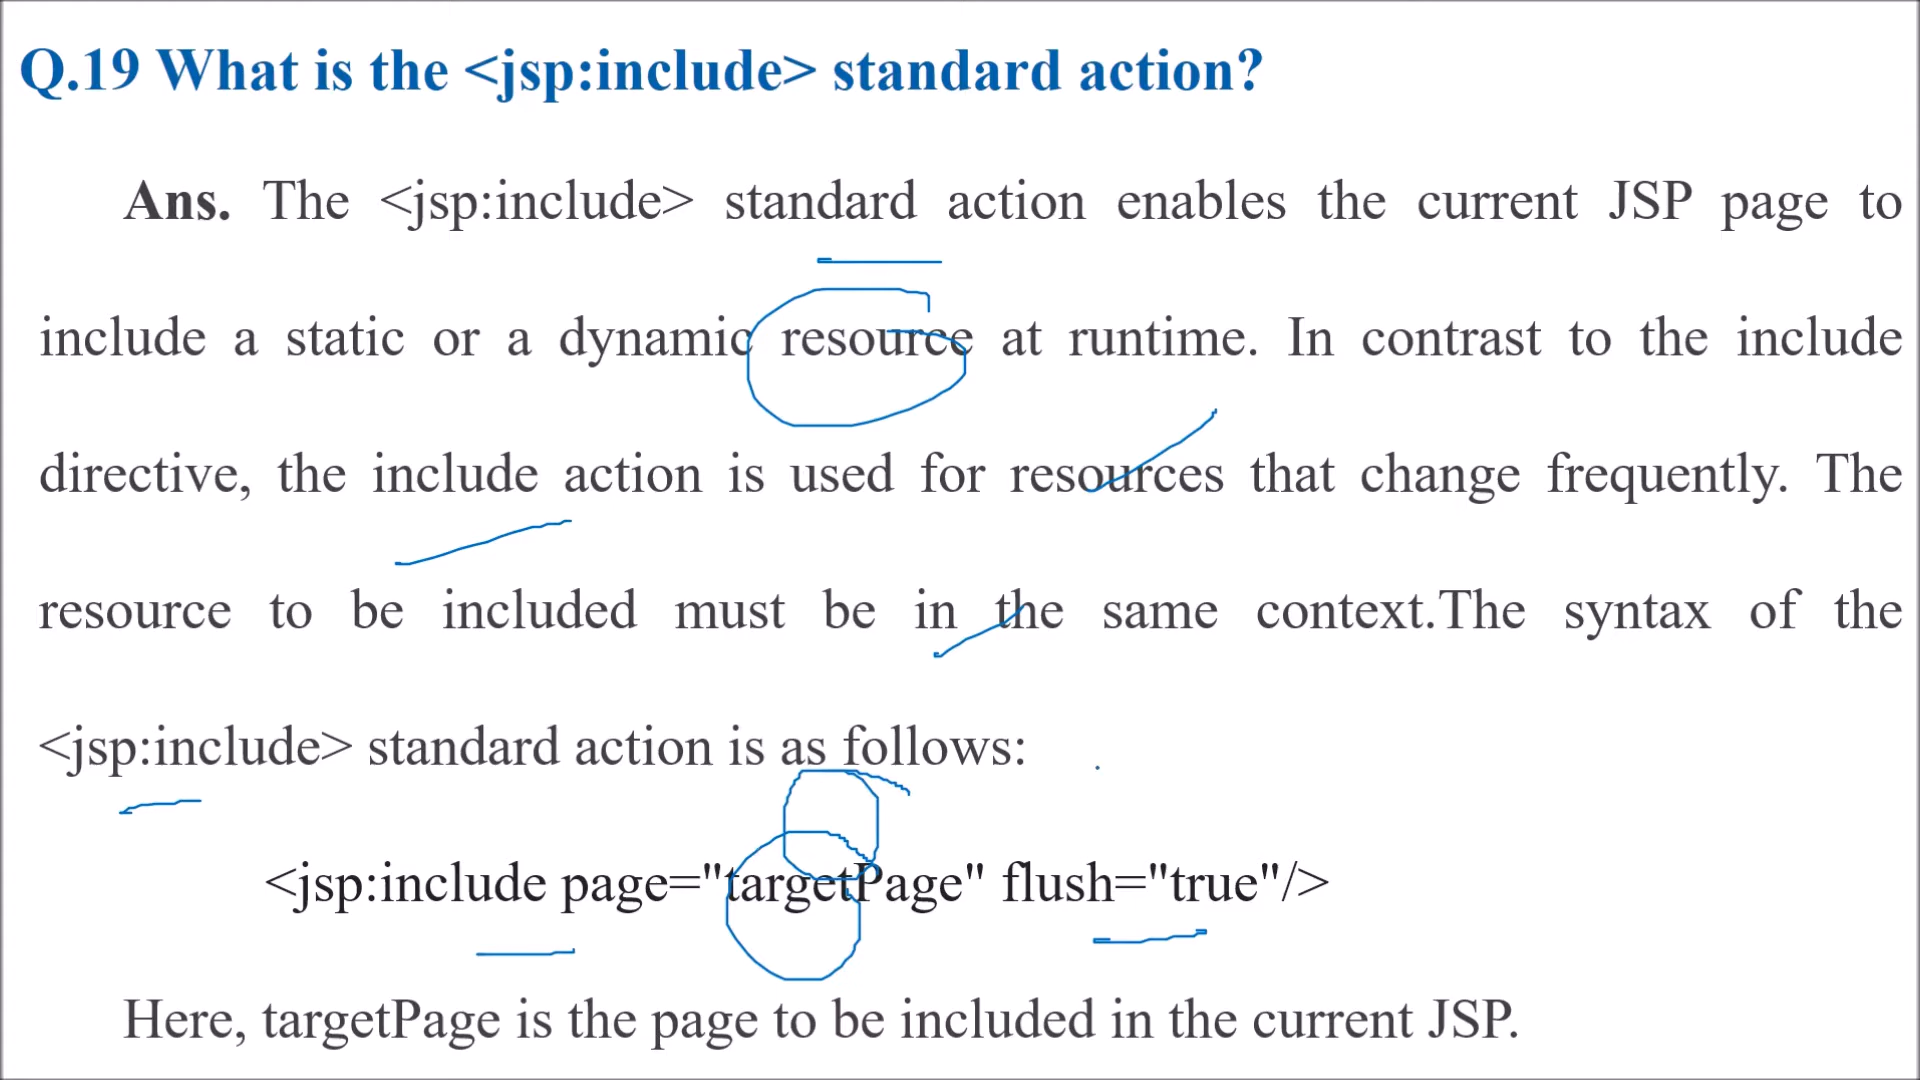 Q.19 What is the <jsp:include> standard action?
Ans. The <jsp:include> standard action enables the current JSP page to
include a static or a dynamic resource at runtime. In contrast to the include
directive, the include action is used for resources that change frequently. The
resource to be included must be in the same context.The syntax of the
<jsp:include> standard action is as follows:
<jsp:include page="targetPage" flush="true"/>
Here, targetPage is the page to be included in the current JSP.